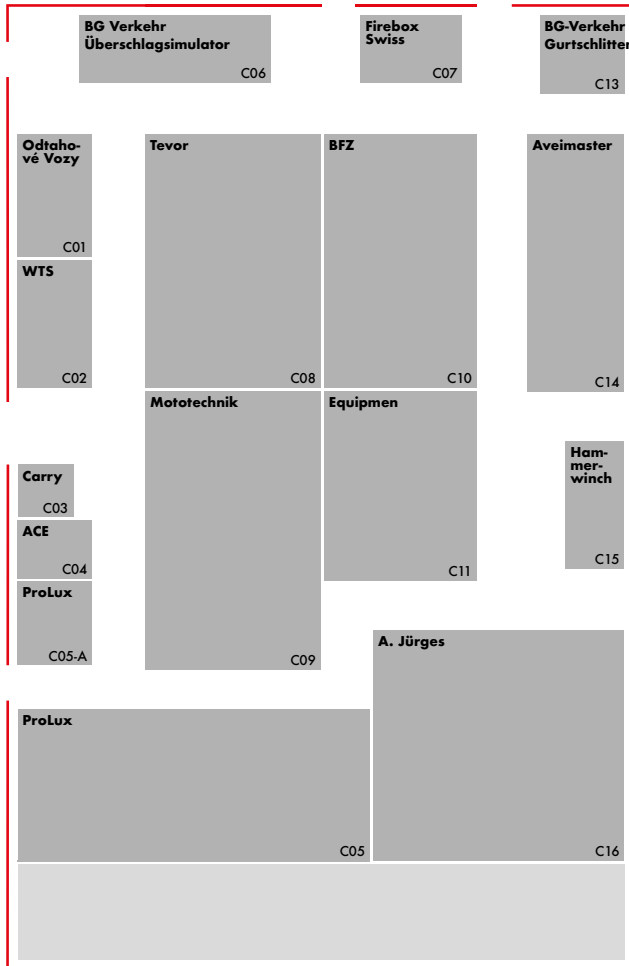 BG Verkehr
Überschlagsimulator
C06
Firebox
Swiss
C07
BG-Verkehr
Gurtschlitten
C13
Odtaho-
vé Vozy
C01
Tevor
C08
BFZ
C10
Aveimaster
C14
WTS
C02
Mototechnik
C09
Equipmen
C11
Ham-
mer-
winch
C15
Carry
C03
ACE
C04
ProLux
C05-A
A. Jürges
C16
ProLux
C05